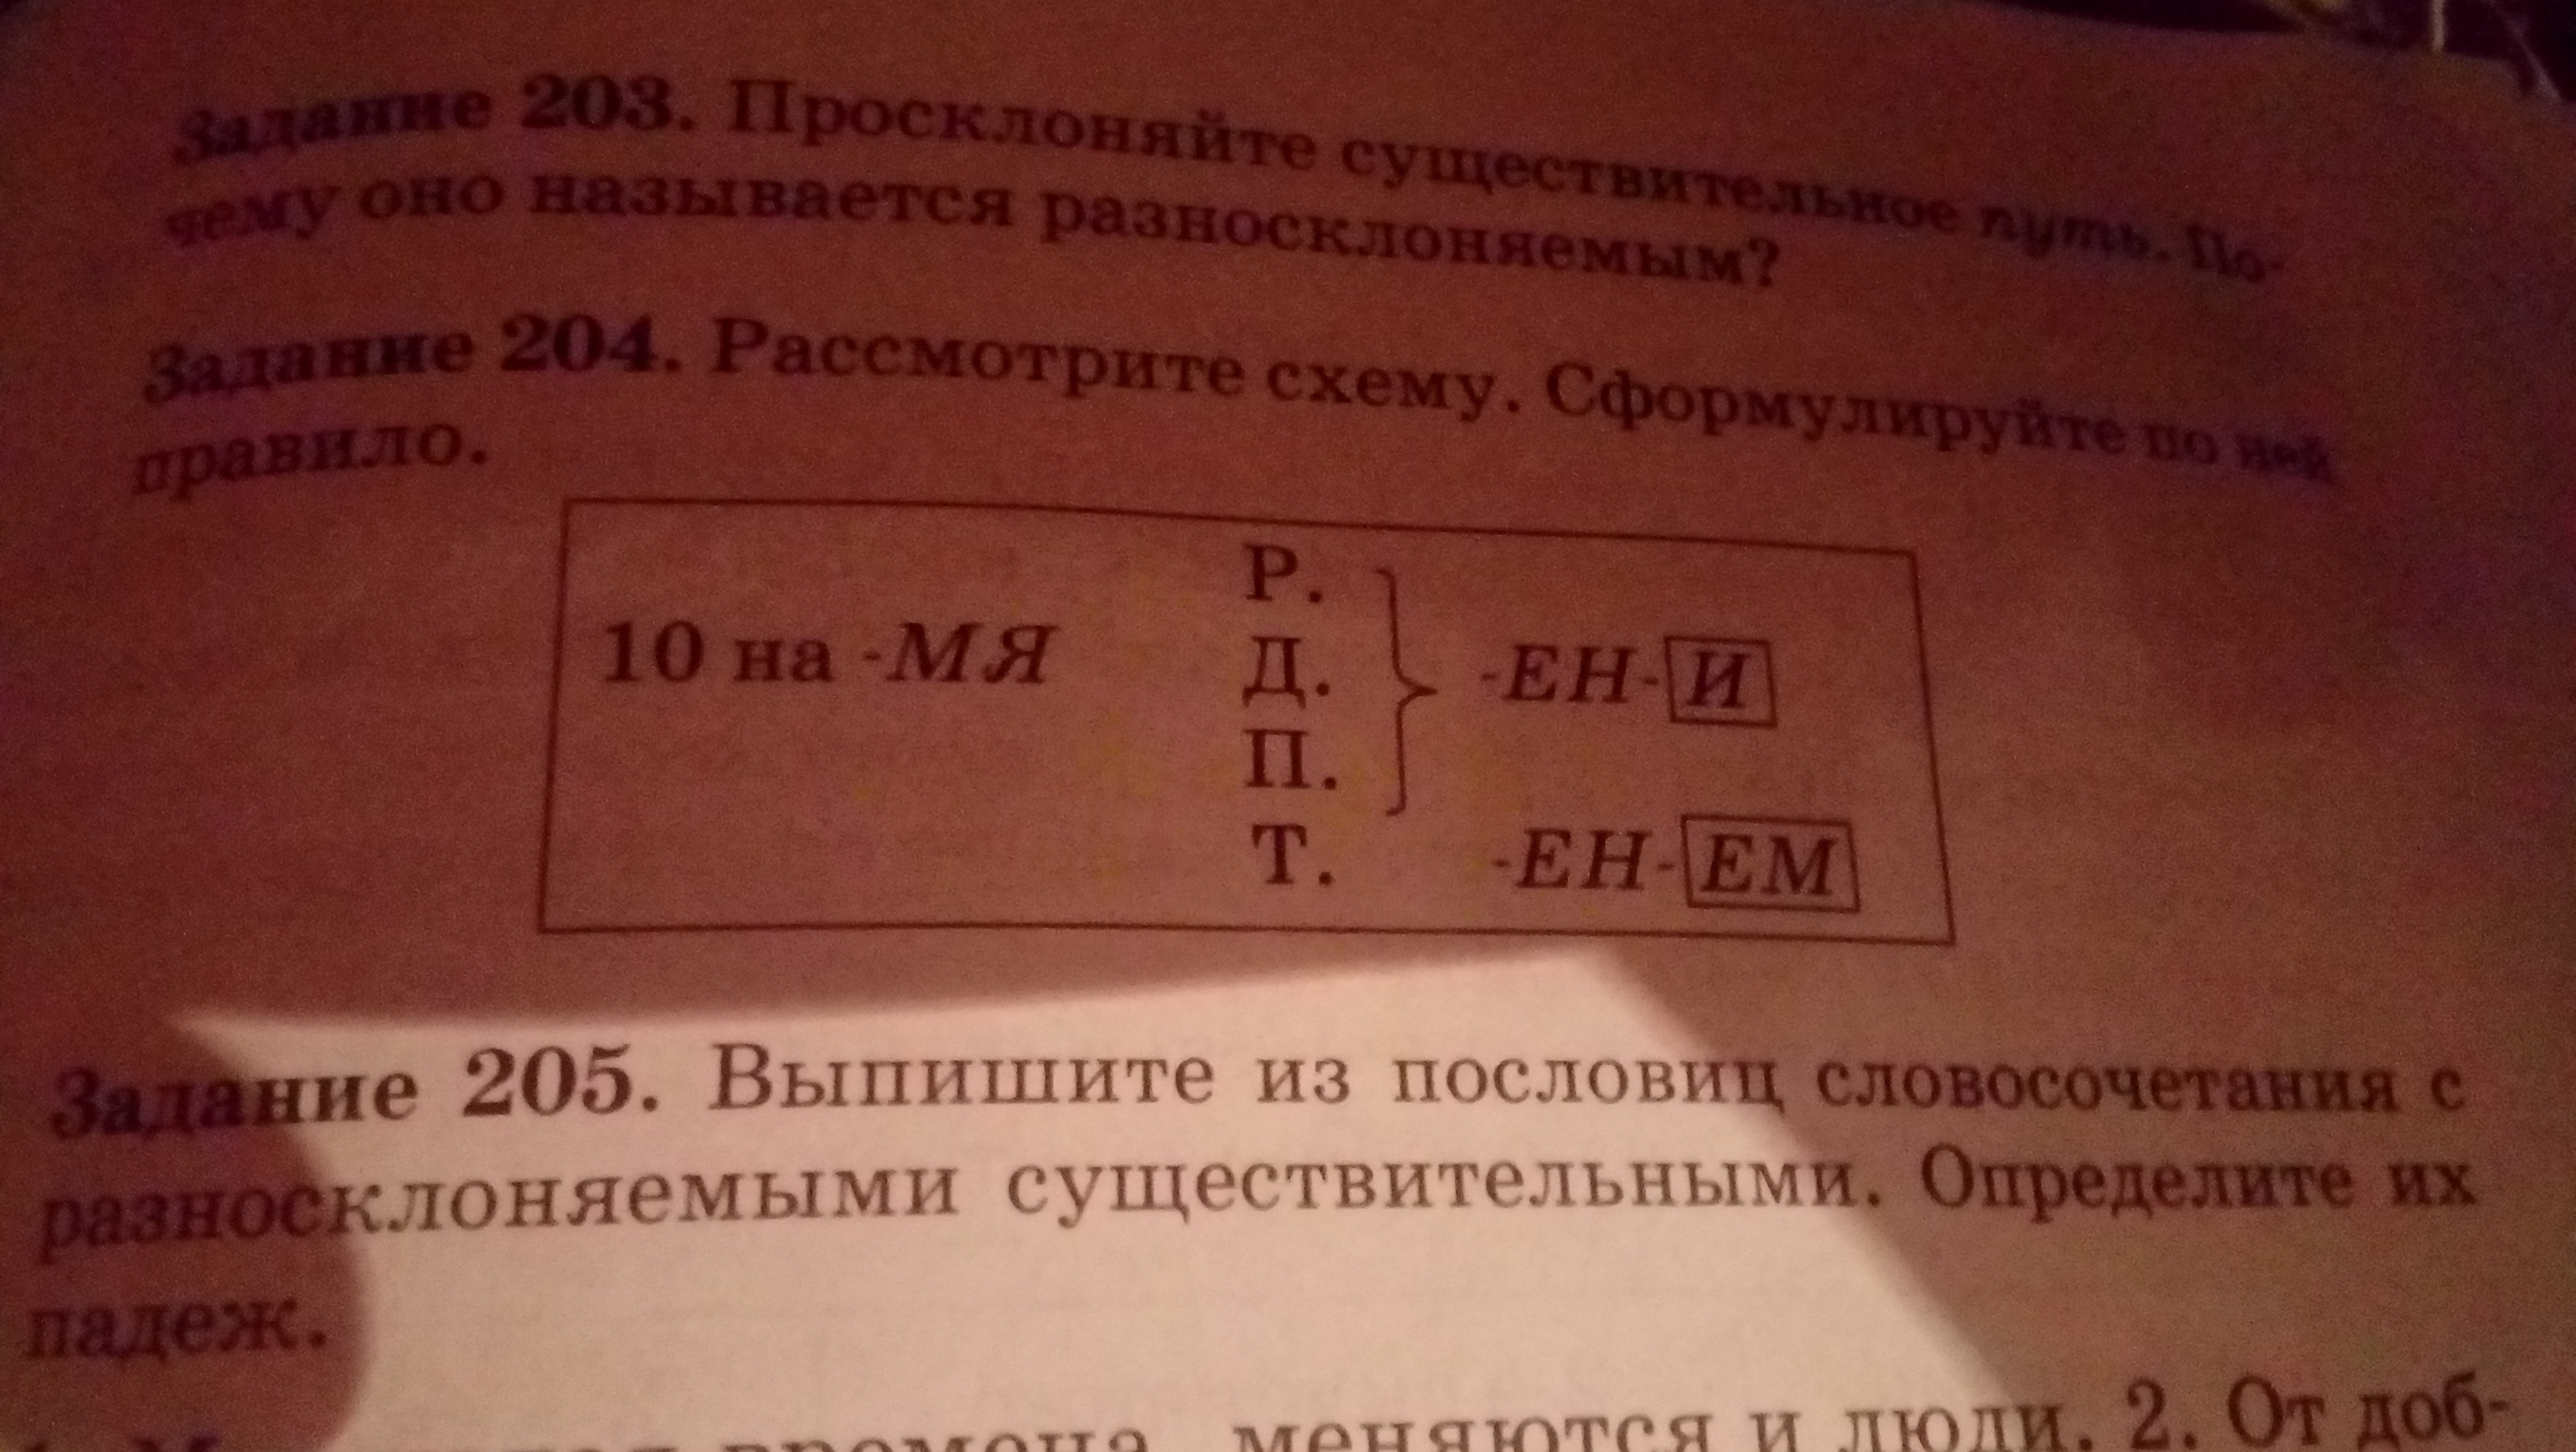 Задание 203. Просклоняйте существительное путь. По-
чему оно называется разносклоняемым?
Задание 204. Рассмотрите схему. Сформулируйте по ней
правило.
Р.
10 на -МЯ Д. -ЕН- И
П.
Т. -ЕН- ЕМ
Задание 205. Выпишите из пословиц словосочетания с
разносклоняемыми существительными. Определите их
падеж.
времена, меняются и люди. 2. От доб-